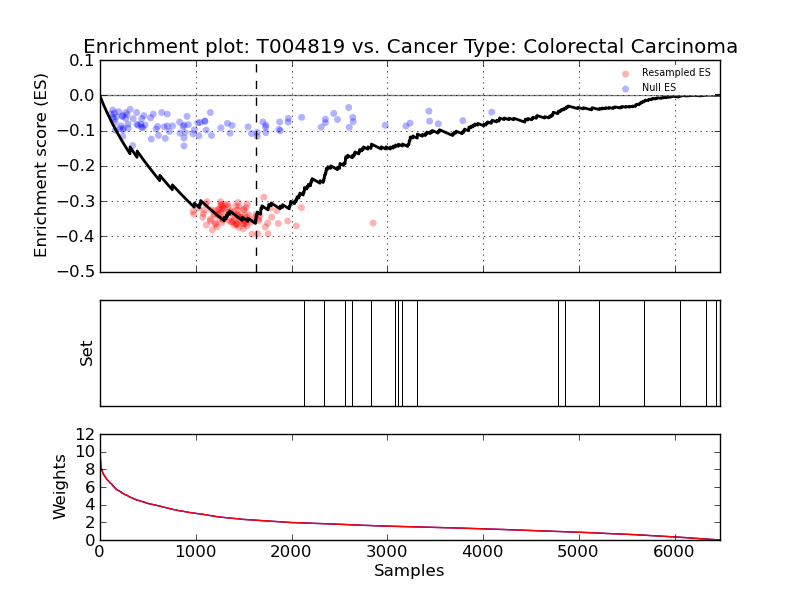 Enrichment plot: T004819 vs. Cancer Type: Colorectal Carcinoma
Enrichment score (ES)
0.1
0.0
−0.1
−0.2
−0.3
−0.4
−0.5
Resampled ES
Null ES
Set
Weights
12
10
8
6
4
2
0
0 1000 2000 3000 4000 5000 6000
Samples